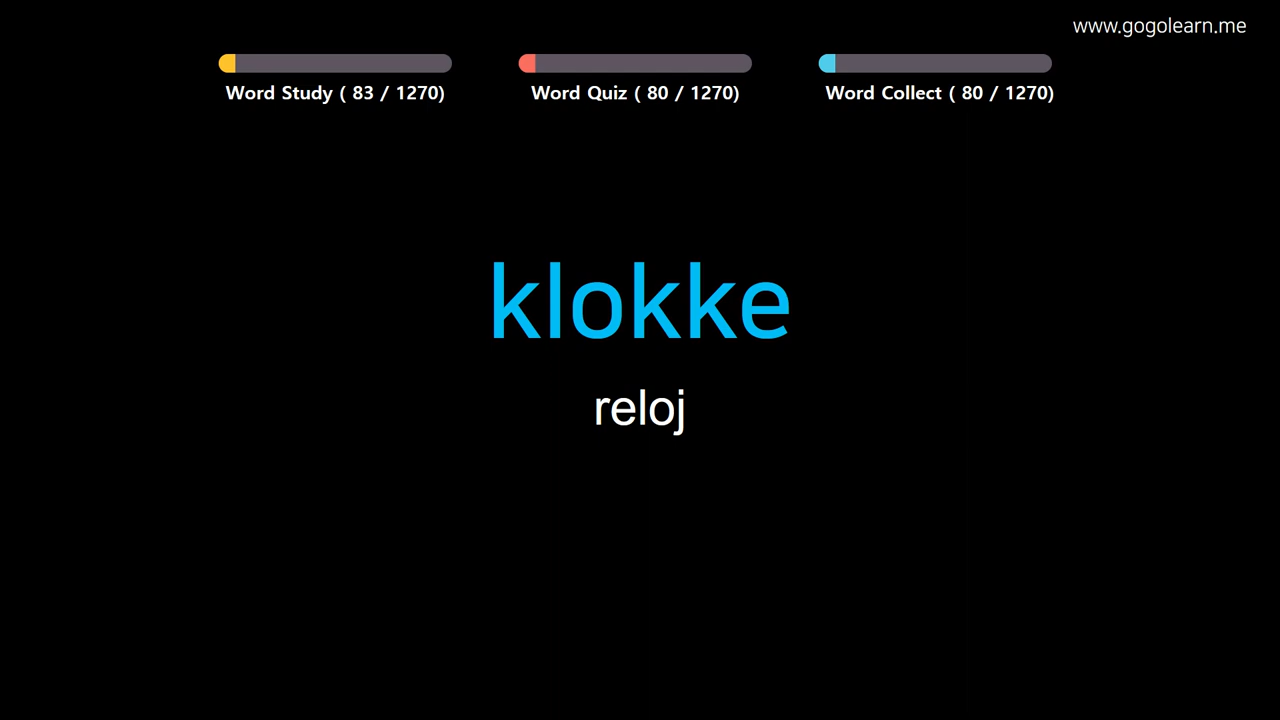 www.gogolearn.me
Word Study ( 83 / 1270)
Word Quiz ( 80 / 1270)
Word Collect ( 80 / 1270)
klokke
reloj